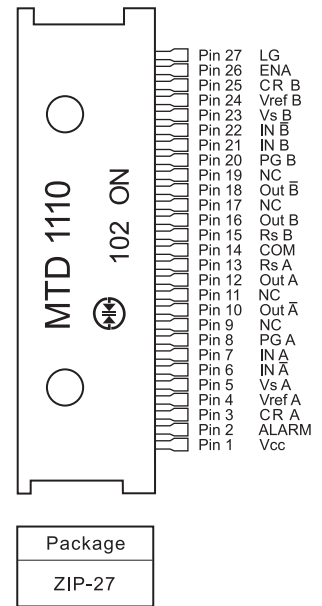 MTD 1110
102 ON
Pin 27 LG
Pin 26 ENA
Pin 25 CR B
Pin 24 Vref B
Pin 23 Vs B
Pin 22 IN B̅
Pin 21 IN B
Pin 20 PG B
Pin 19 NC
Pin 18 Out B̅
Pin 17 NC
Pin 16 Out B
Pin 15 Rs B
Pin 14 COM
Pin 13 Rs A
Pin 12 Out A
Pin 11 NC
Pin 10 Out A̅
Pin 9 NC
Pin 8 PG A
Pin 7 IN A
Pin 6 IN A̅
Pin 5 Vs A
Pin 4 Vref A
Pin 3 CR A
Pin 2 ALARM
Pin 1 Vcc
Package
ZIP-27